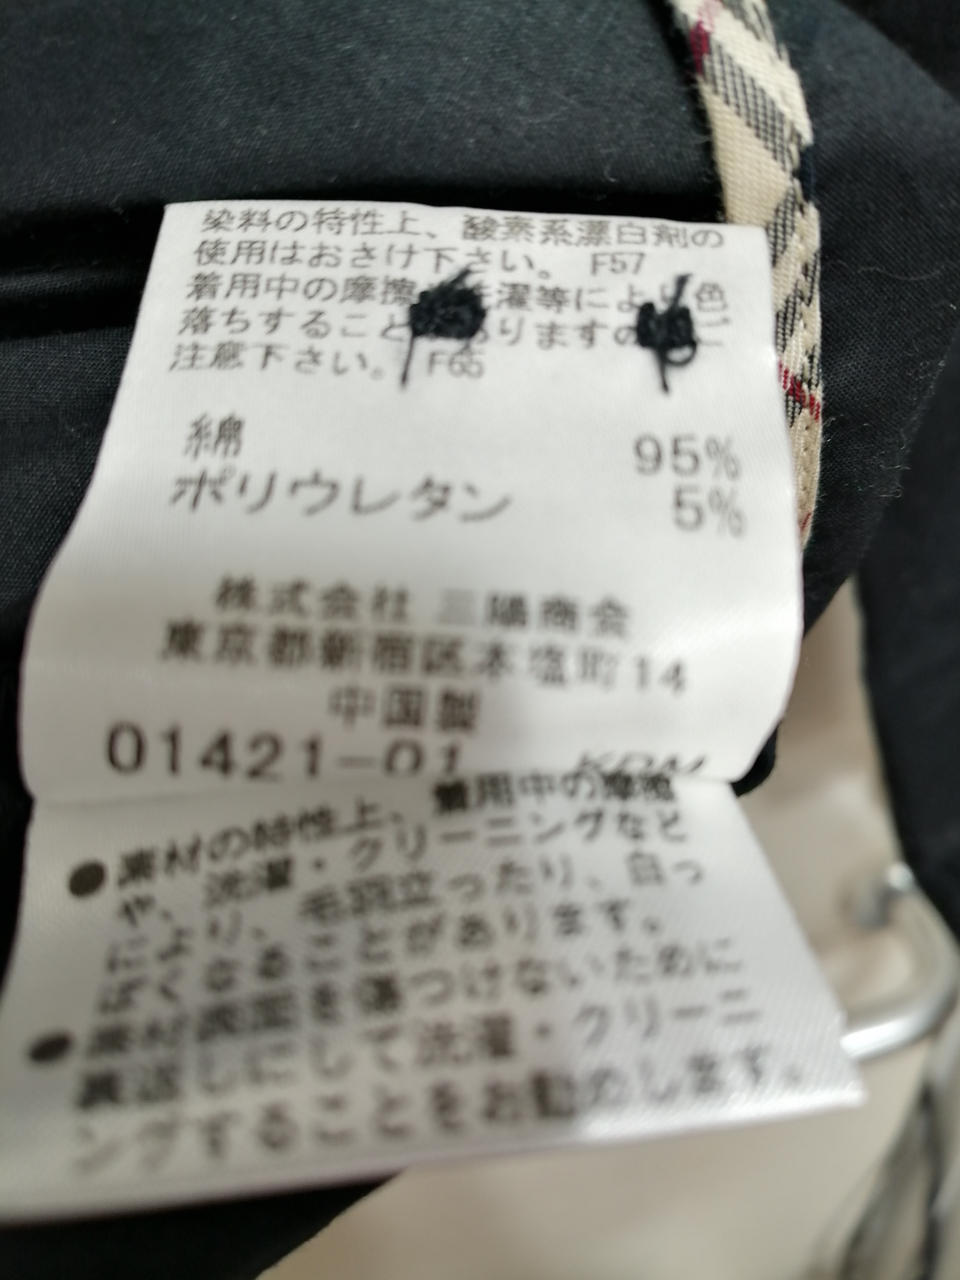 染料の特性上、酸素系漂白剤の
使用はおさけ下さい。 F57
着用中の摩擦 洗濯等により色
落ちすること ありますの ご
注意下さい。 F65
綿 95%
ポリウレタン 5%
株式会社 三陽商会
東京都新宿区本塩町14
中国製
01421-01
●素材の特性上、着用中の摩擦
や、洗濯・クリーニングなど
により、毛羽立ったり、白っ
ぽくなることがあります。
●素材表面を傷つけないために
裏返しにして洗濯・クリーニ
ングすることをお勧めします。